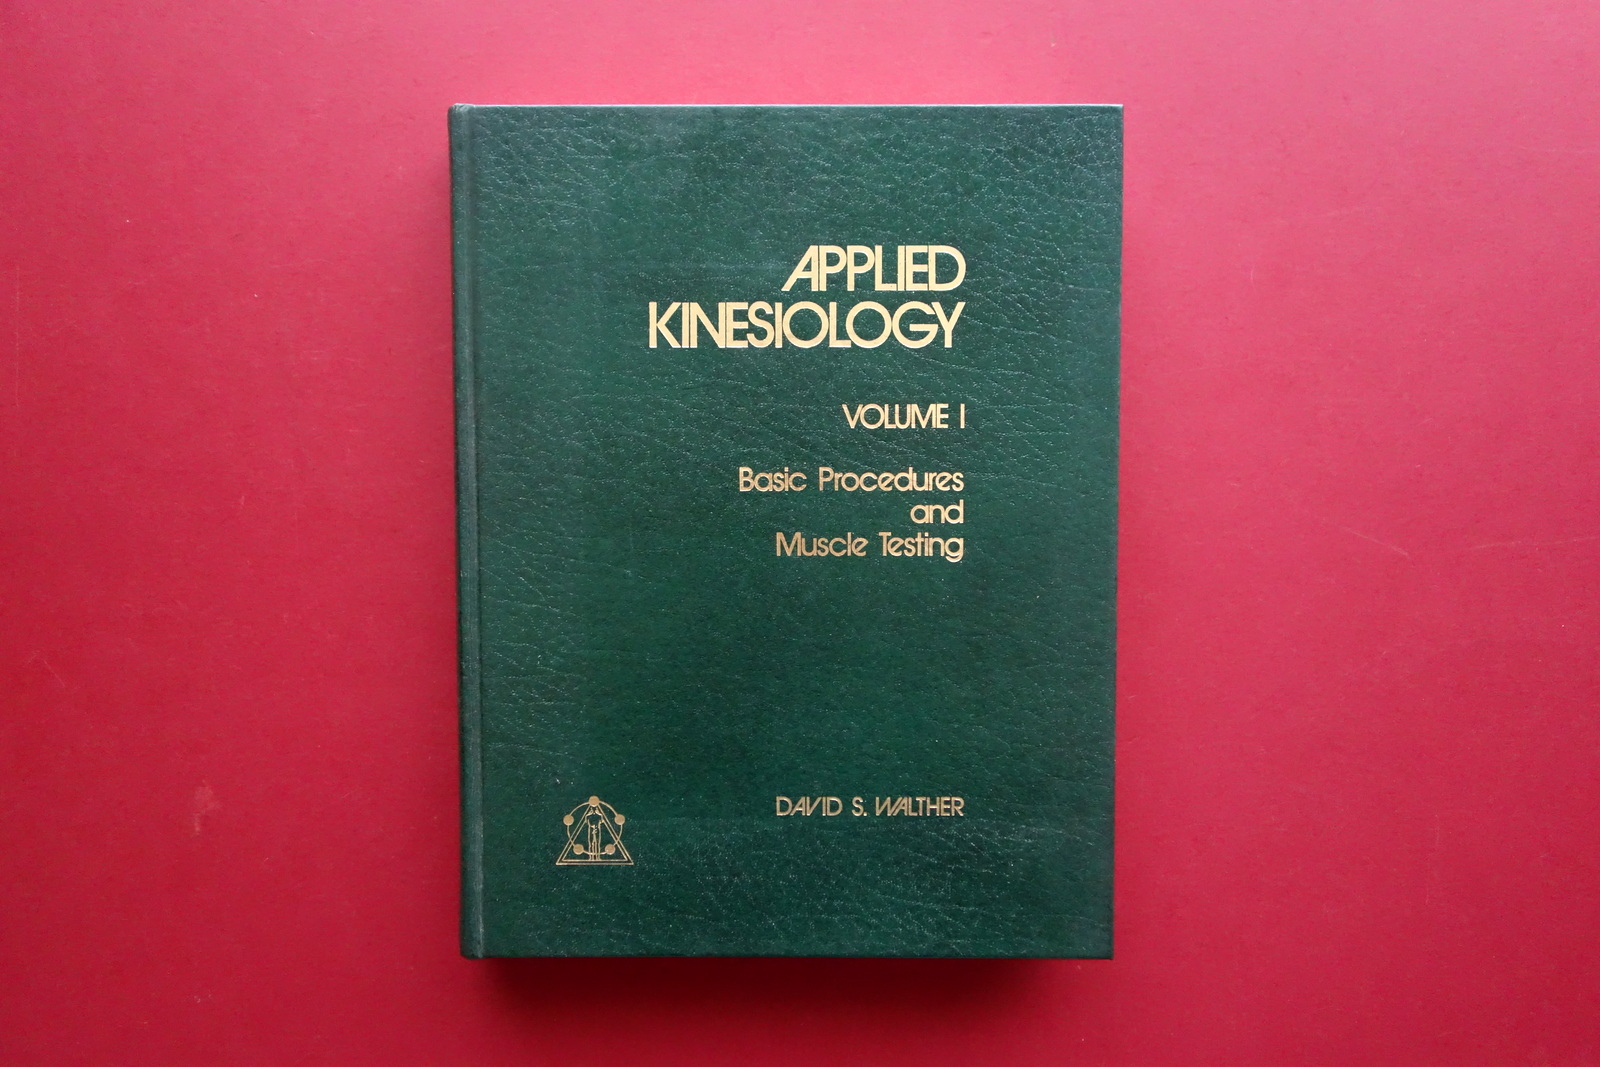 APPLIED
KINESIOLOGY
VOLUME I
Basic Procedures
and
Muscle Testing
DAVID S. WALTHER